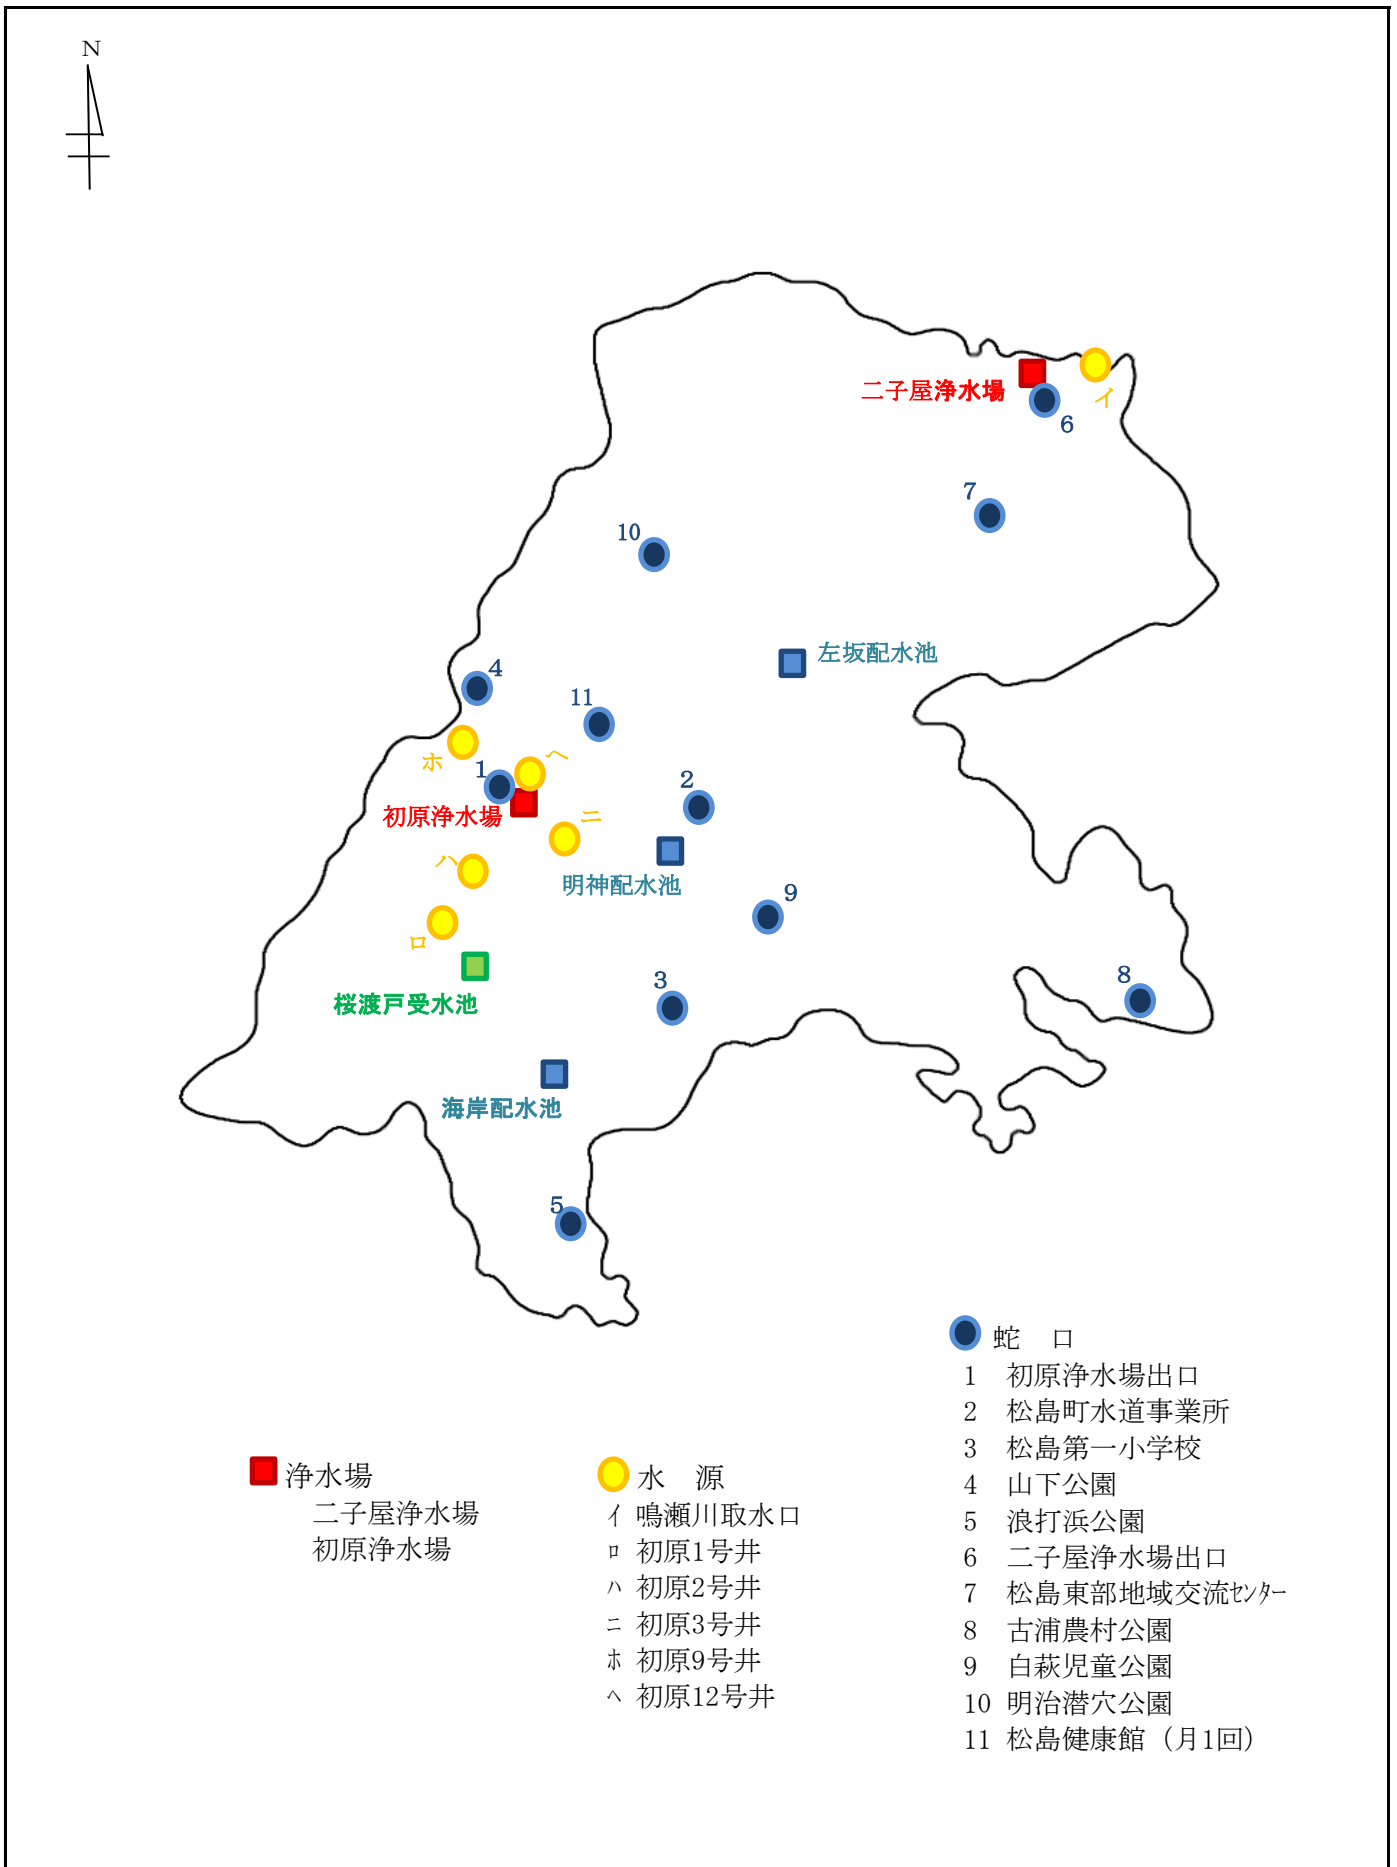 N
二子屋浄水場
イ
6
7
10
左坂配水池
4
11
ホ
ヘ
1
2
初原浄水場
ニ
ハ
明神配水池
9
ロ
3
8
桜渡戸受水池
海岸配水池
5
蛇 口
1 初原浄水場出口
2 松島町水道事業所
3 松島第一小学校
4 山下公園
5 浪打浜公園
6 二子屋浄水場出口
7 松島東部地域交流ｾﾝﾀｰ
8 古浦農村公園
9 白萩児童公園
10 明治潜穴公園
11 松島健康館（月1回）
浄水場
二子屋浄水場
初原浄水場
水 源
イ 鳴瀬川取水口
ロ 初原1号井
ハ 初原2号井
ニ 初原3号井
ホ 初原9号井
ヘ 初原12号井